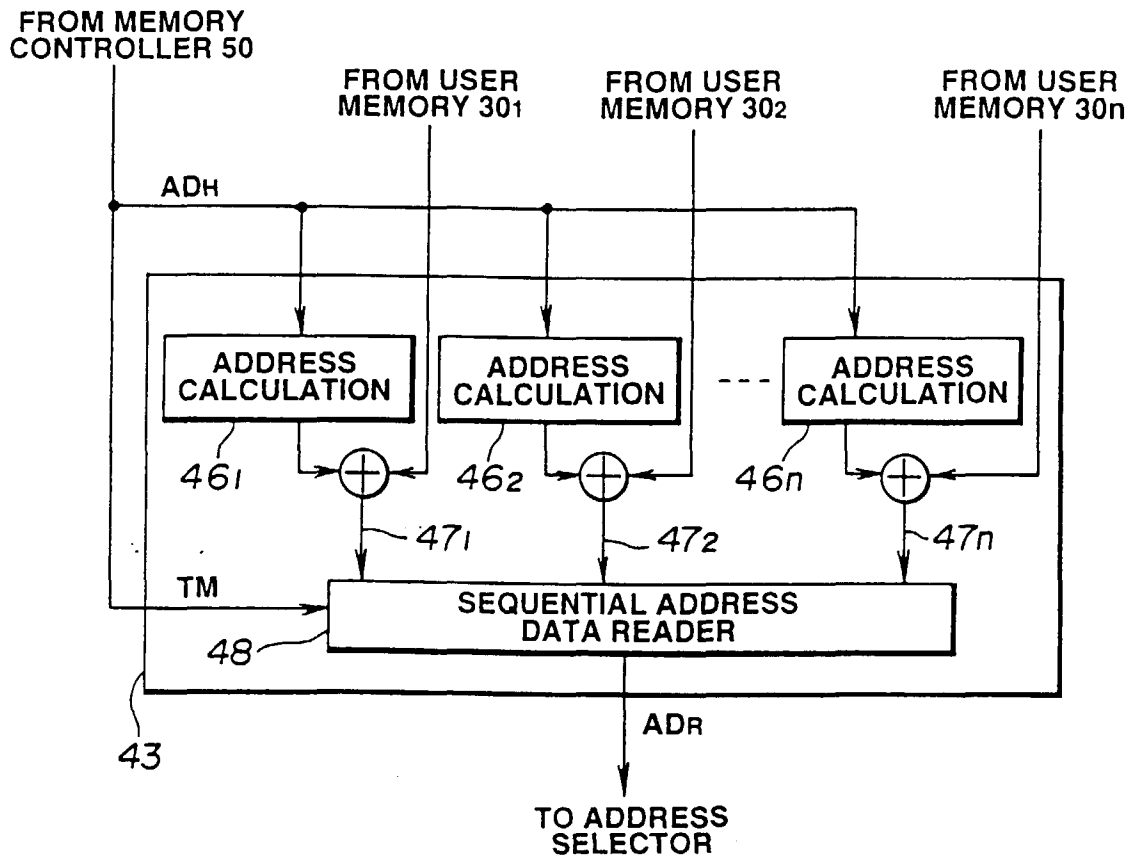 FROM MEMORY
CONTROLLER 50
FROM USER
MEMORY 301
FROM USER
MEMORY 302
FROM USER
MEMORY 30n
ADH
ADDRESS
CALCULATION
ADDRESS
CALCULATION
ADDRESS
CALCULATION
461
462
46n
471
472
47n
TM
SEQUENTIAL ADDRESS
DATA READER
48
43
ADR
TO ADDRESS
SELECTOR